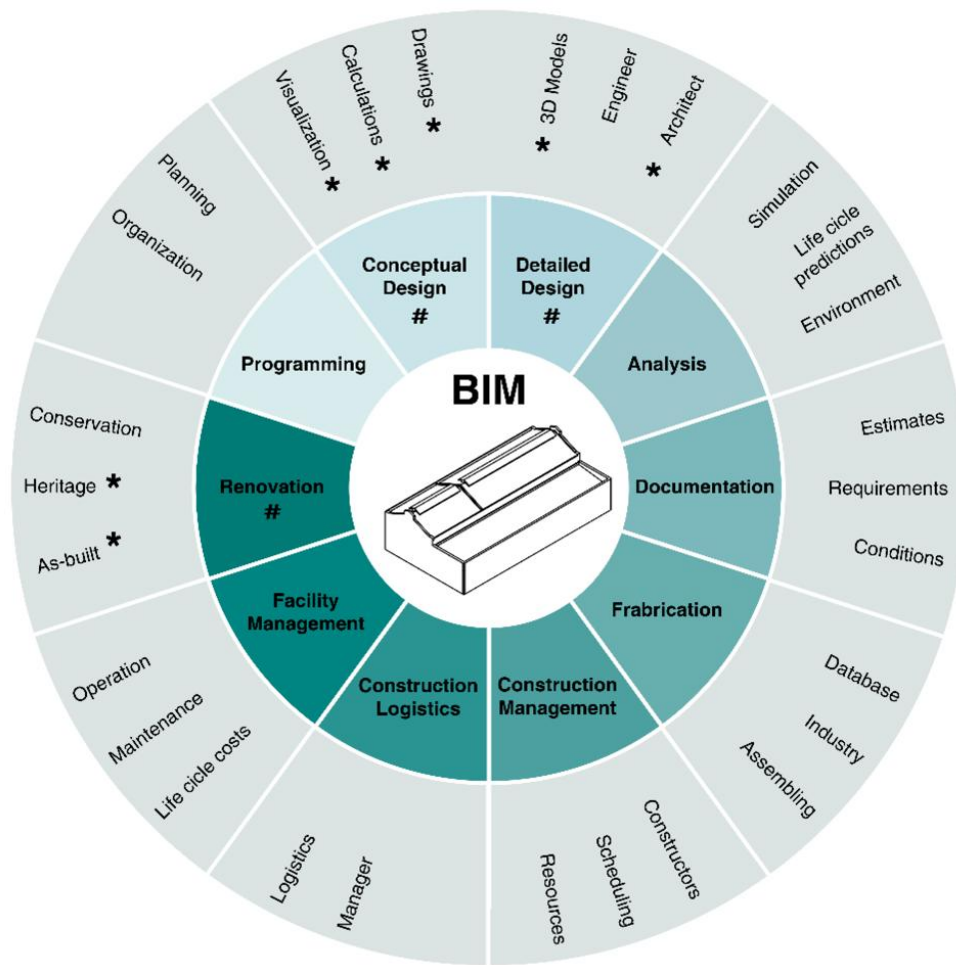 Visualization *
Calculations *
Drawings *
3D Models *
Engineer
Architect *
Simulation
Life cicle
predictions
Environment
Estimates
Requirements
Conditions
Database
Industry
Assembling
Constructors
Scheduling
Resources
Manager
Logistics
Life cicle costs
Maintenance
Operation
As-built *
Heritage *
Conservation
Organization
Planning
Conceptual
Design
#
Detailed
Design
#
Analysis
Documentation
Frabrication
Construction
Management
Construction
Logistics
Facility
Management
Renovation
#
Programming
BIM